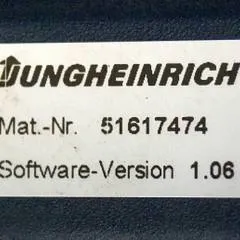 JUNGHEINRICH
Mat.-Nr. 51617474
Software-Version 1.06